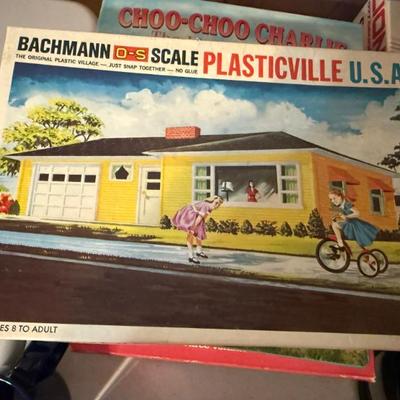 CHOO-CHOO CHARLIE
BACHMANN O-S SCALE PLASTICVILLE U.S.A
THE ORIGINAL PLASTIC VILLAGE — JUST SNAP TOGETHER — NO GLUE
ES 8 TO ADULT